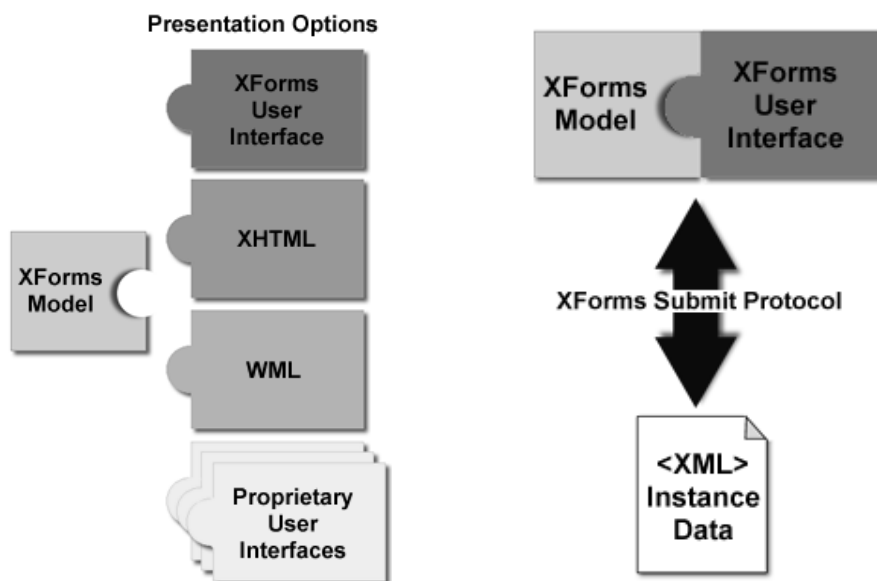 Presentation Options
XForms
User
Interface
XHTML
XForms
Model
WML
Proprietary
User
Interfaces
XForms
Model
XForms
User
Interface
XForms Submit Protocol
<XML>
Instance
Data